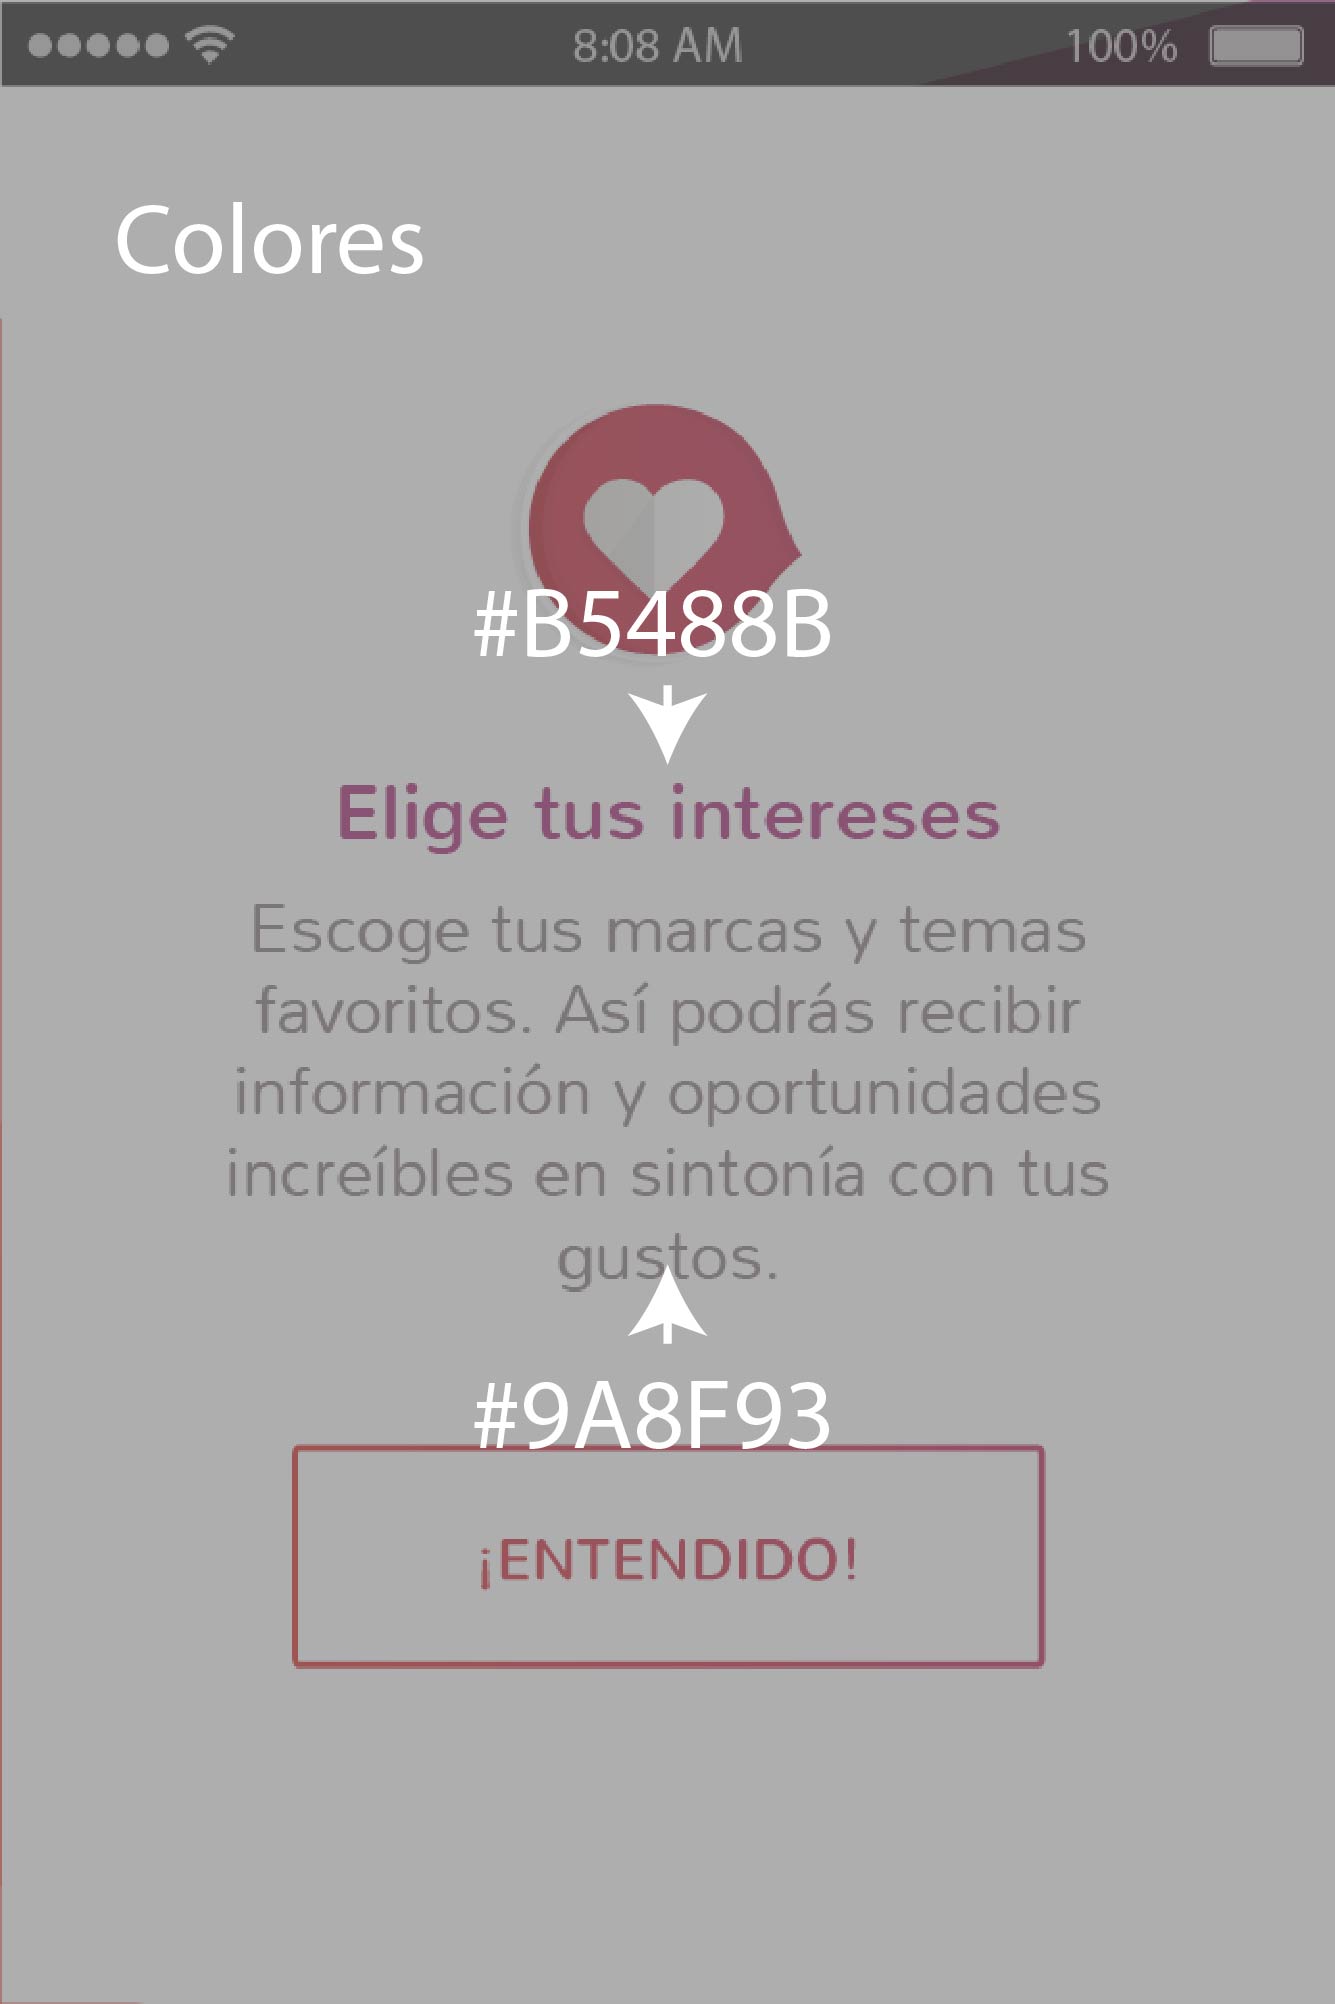 8:08 AM 100%
Colores
#B5488B
Elige tus intereses
Escoge tus marcas y temas
favoritos. Así podrás recibir
información y oportunidades
increíbles en sintonía con tus
gustos.
#9A8F93
¡ENTENDIDO!